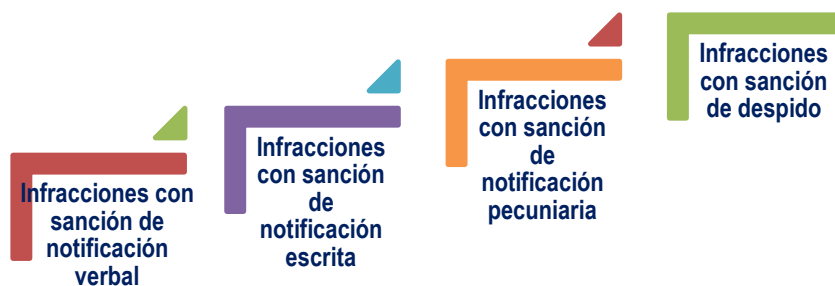 Infracciones con
sanción de
notificación
verbal
Infracciones
con sanción
de
notificación
escrita
Infracciones
con sanción
de
notificación
pecuniaria
Infracciones
con sanción
de despido